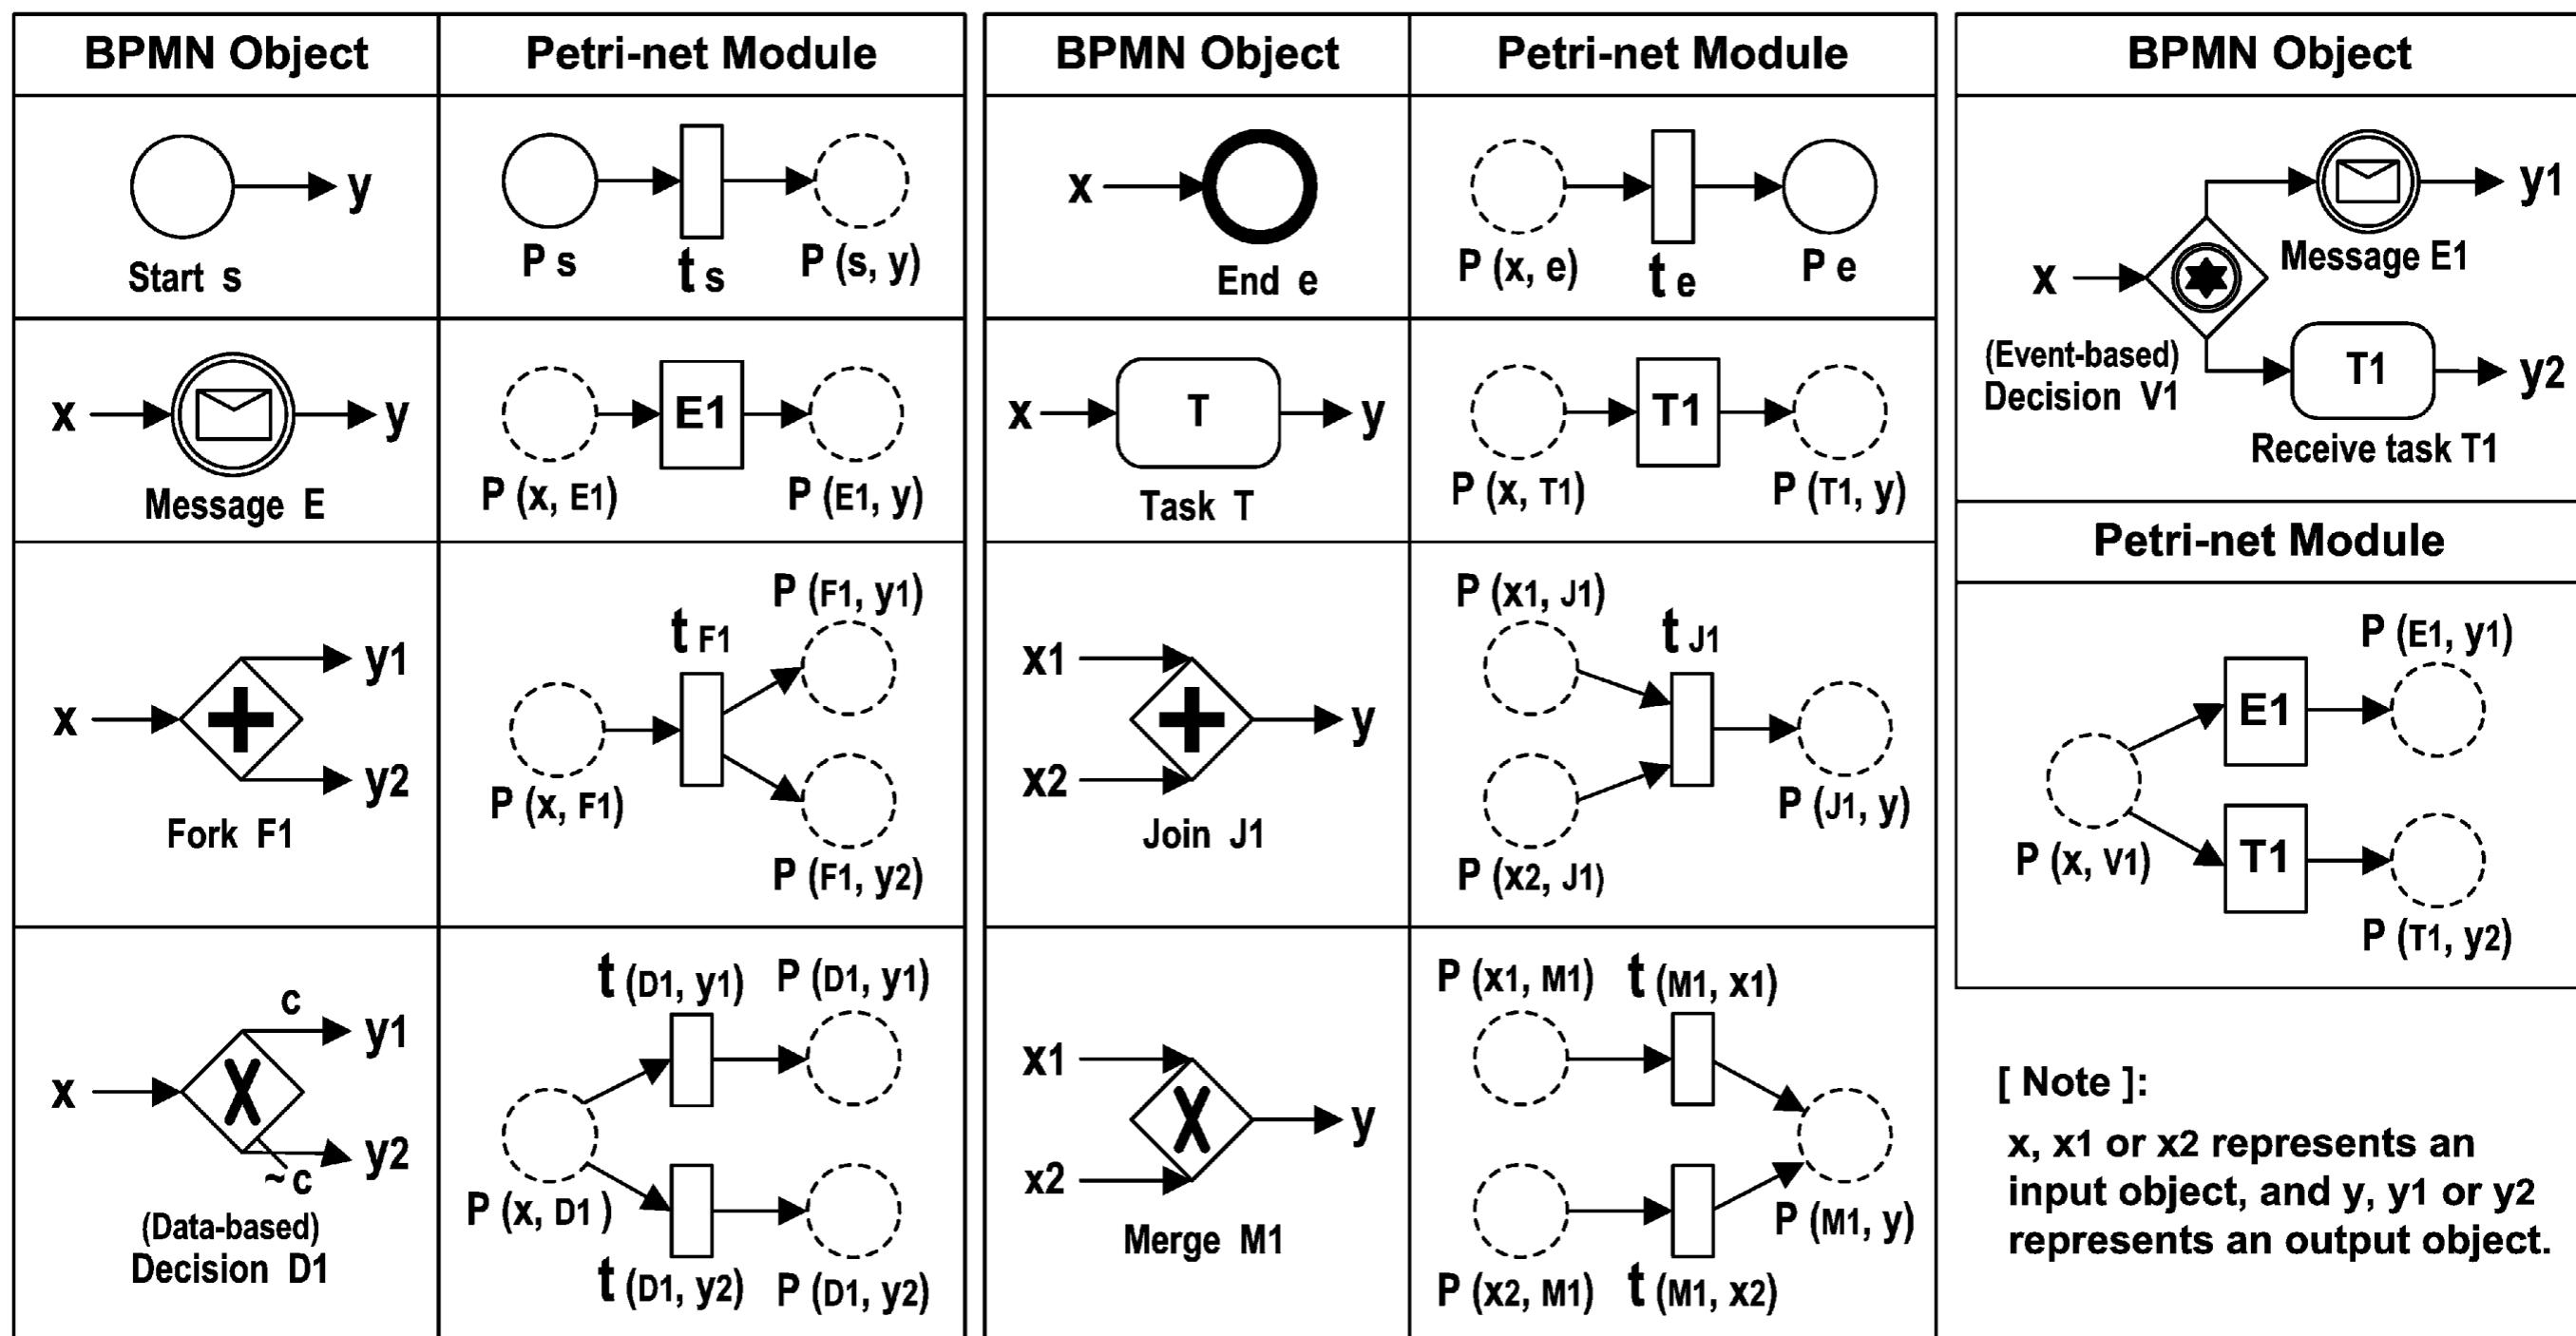 BPMN Object
Petri-net Module
y
Start s
P s
t s
P (s, y)
x
y
Message E
E1
P (x, E1)
P (E1, y)
x
y1
y2
Fork F1
P (F1, y1)
t F1
P (x, F1)
P (F1, y2)
c
y1
x
y2
~ c
(Data-based)
Decision D1
t (D1, y1)
P (D1, y1)
P (x, D1 )
t (D1, y2)
P (D1, y2)
BPMN Object
Petri-net Module
x
End e
P (x, e)
t e
P e
x
T
y
Task T
T1
P (x, T1)
P (T1, y)
x1
y
x2
Join J1
P (x1, J1)
t J1
P (J1, y)
P (x2, J1)
x1
y
x2
Merge M1
P (x1, M1)
t (M1, x1)
P (M1, y)
P (x2, M1)
t (M1, x2)
BPMN Object
y1
Message E1
x
(Event-based)
Decision V1
T1
y2
Receive task T1
Petri-net Module
P (E1, y1)
E1
P (x, V1)
T1
P (T1, y2)
[ Note ]:
x, x1 or x2 represents an
input object, and y, y1 or y2
represents an output object.